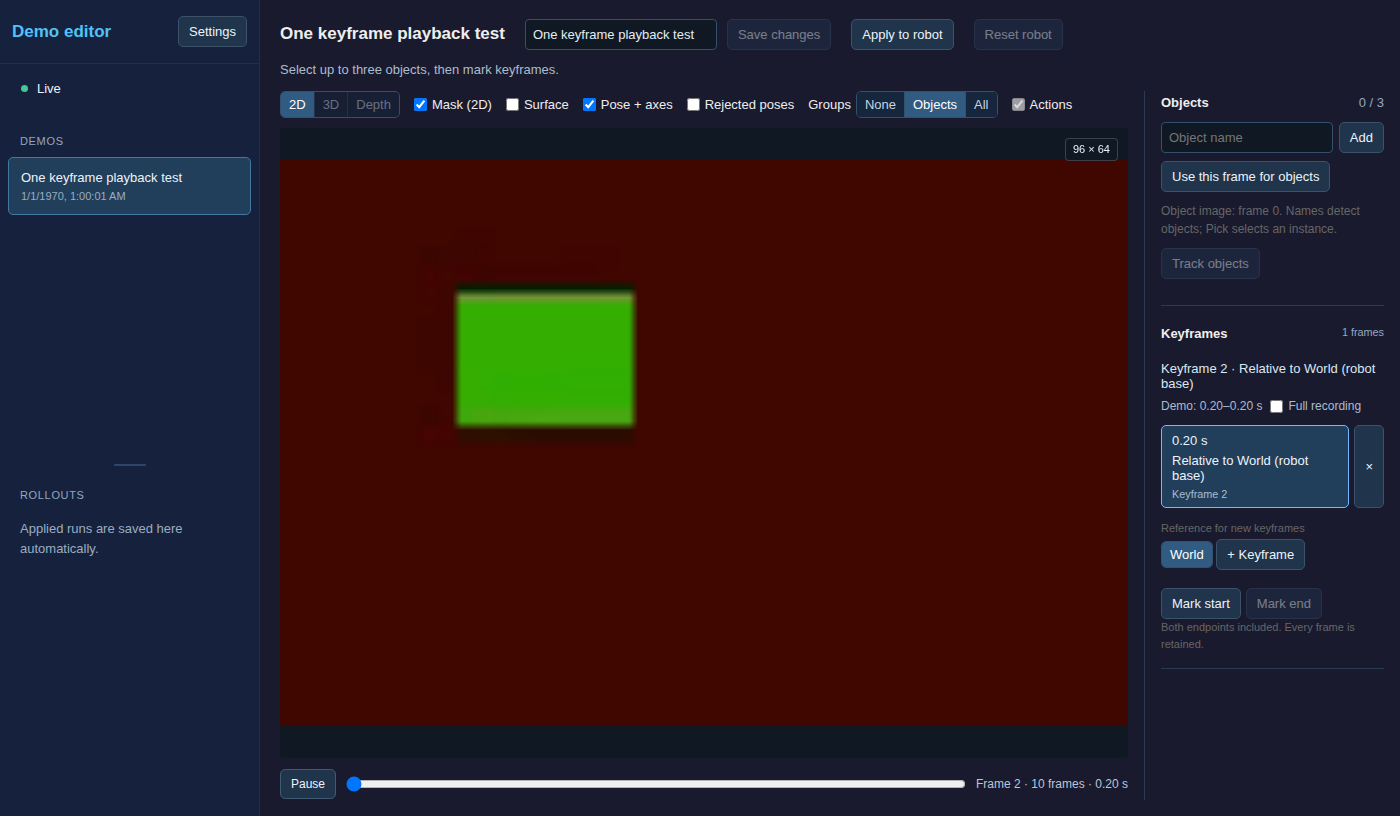 Demo editor
Settings
Live
DEMOS
One keyframe playback test
1/1/1970, 1:00:01 AM
ROLLOUTS
Applied runs are saved here
automatically.
One keyframe playback test
One keyframe playback test
Save changes
Apply to robot
Reset robot
Select up to three objects, then mark keyframes.
2D
3D
Depth
Mask (2D)
Surface
Pose + axes
Rejected poses
Groups
None
Objects
All
Actions
96 × 64
Pause
Frame 2 · 10 frames · 0.20 s
Objects
0 / 3
Object name
Add
Use this frame for objects
Object image: frame 0. Names detect
objects; Pick selects an instance.
Track objects
Keyframes
1 frames
Keyframe 2 · Relative to World (robot
base)
Demo: 0.20–0.20 s
Full recording
0.20 s
Relative to World (robot
base)
Keyframe 2
×
Reference for new keyframes
World
+ Keyframe
Mark start
Mark end
Both endpoints included. Every frame is
retained.